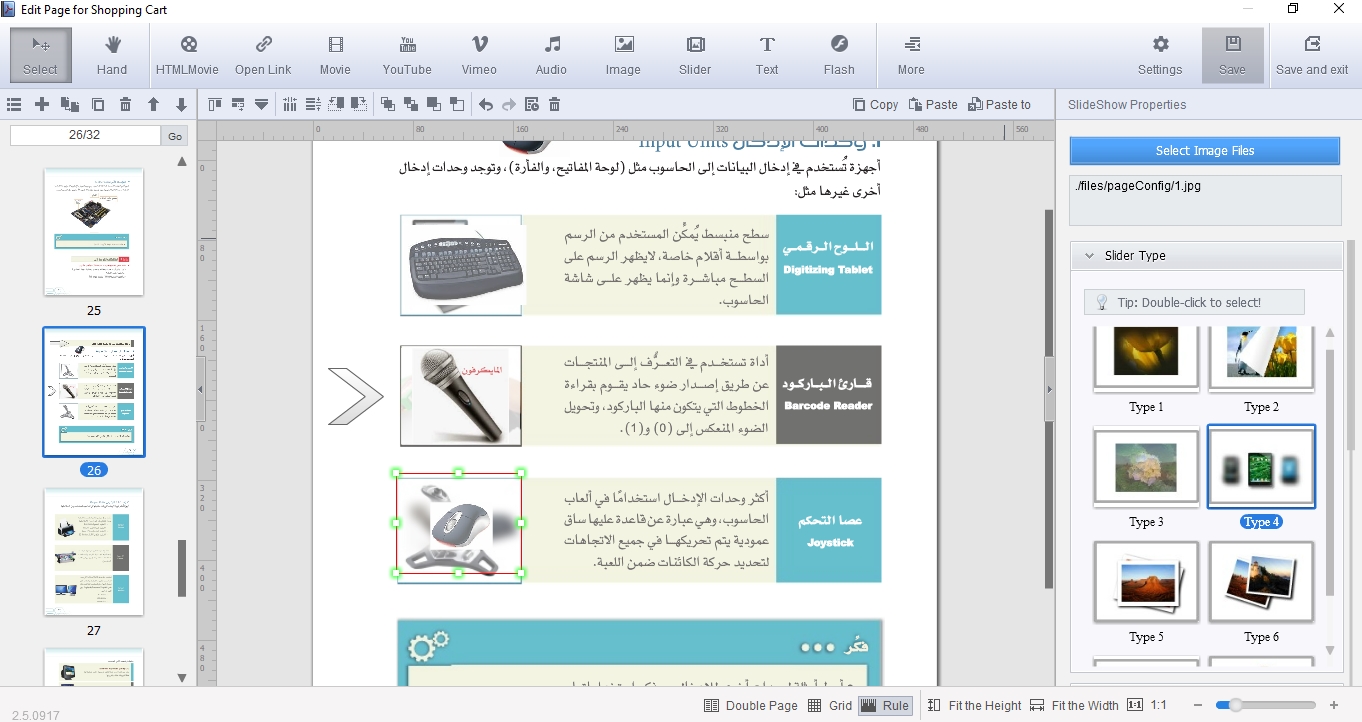 Edit Page for Shopping Cart
Select
Hand
HTMLMovie
Open Link
Movie
YouTube
Vimeo
Audio
Image
Slider
Text
Flash
More
Settings
Save
Save and exit
Copy
Paste
Paste to
SlideShow Properties
26/32
Go
0
80
160
240
320
400
480
560
Select Image Files
./files/pageConfig/1.jpg
Slider Type
Tip: Double-click to select!
Type 1
Type 2
Type 3
Type 4
Type 5
Type 6
25
26
27
١. وحدات الإدخال Input Units
أجهزة تُستخدم في إدخال البيانات إلى الحاسوب مثل (لوحة المفاتيح، والفأرة)، وتوجد وحدات إدخال
أخرى غيرها مثل:
اللوح الرقمي
Digitizing Tablet
سطح منبسط يُمكّن المستخدم من الرسم
بواسطة أقلام خاصة، لايظهر الرسم على
السطح مباشرة وإنما يظهر على شاشة
الحاسوب.
قارئ الباركود
Barcode Reader
أداة تستخدم في التعرُّف إلى المنتجات
عن طريق إصدار ضوء حاد يقوم بقراءة
الخطوط التي يتكون منها الباركود، وتحويل
الضوء المنعكس إلى (0) و(1).
المايكرفون
عصا التحكم
Joystick
أكثر وحدات الإدخال استخدامًا في ألعاب
الحاسوب، وهي عبارة عن قاعدة عليها ساق
عمودية يتم تحريكها في جميع الاتجاهات
لتحديد حركة الكائنات ضمن اللعبة.
فكّر
Double Page
Grid
Rule
Fit the Height
Fit the Width
1:1
1:1
2.5.0917